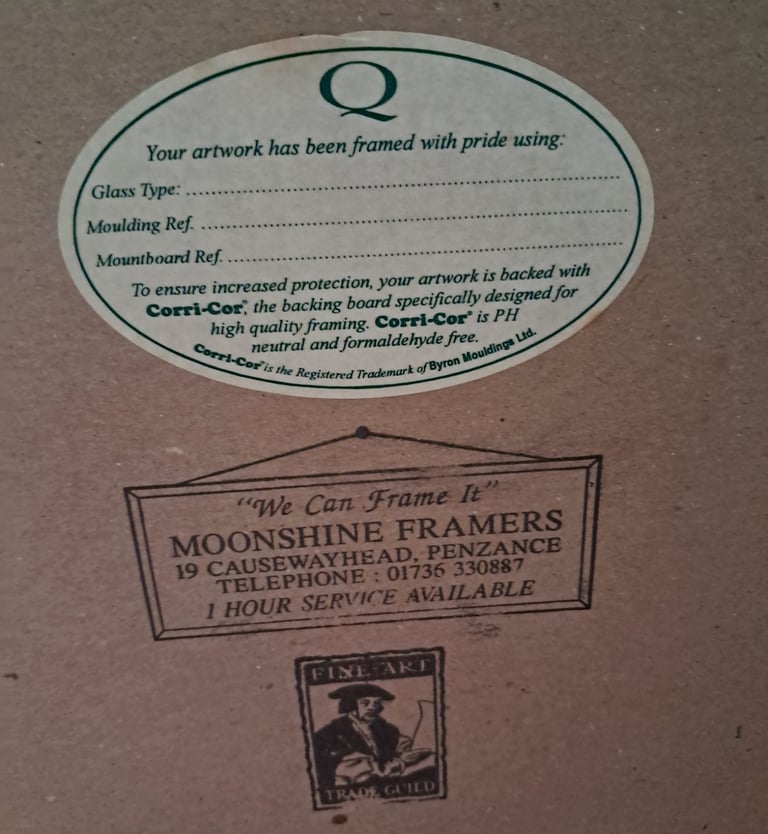 Q
Your artwork has been framed with pride using:
Glass Type: ..............................................................
Moulding Ref. ..............................................................
Mountboard Ref. ..............................................................
To ensure increased protection, your artwork is backed with
Corri-Cor®, the backing board specifically designed for
high quality framing. Corri-Cor® is PH
neutral and formaldehyde free.
Corri-Cor® is the Registered Trademark of Byron Mouldings Ltd.
"We Can Frame It"
MOONSHINE FRAMERS
19 CAUSEWAYHEAD, PENZANCE
TELEPHONE : 01736 330887
1 HOUR SERVICE AVAILABLE
FINE ART
TRADE GUILD